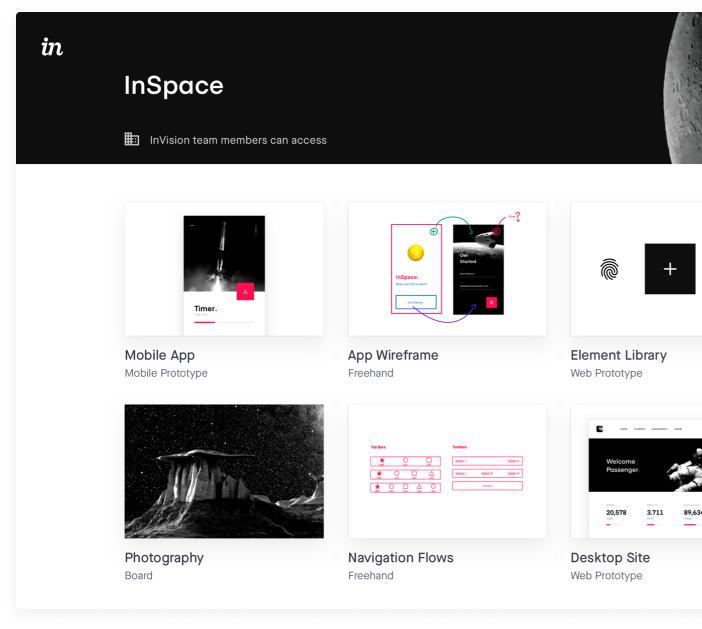 in
InSpace
InVision team members can access
Timer.
InSpace.
Get
Started.
Mobile App
Mobile Prototype
App Wireframe
Freehand
Element Library
Web Prototype
Tab Bars
Welcome
Passenger.
20,578
3.711
89,634
Photography
Board
Navigation Flows
Freehand
Desktop Site
Web Prototype